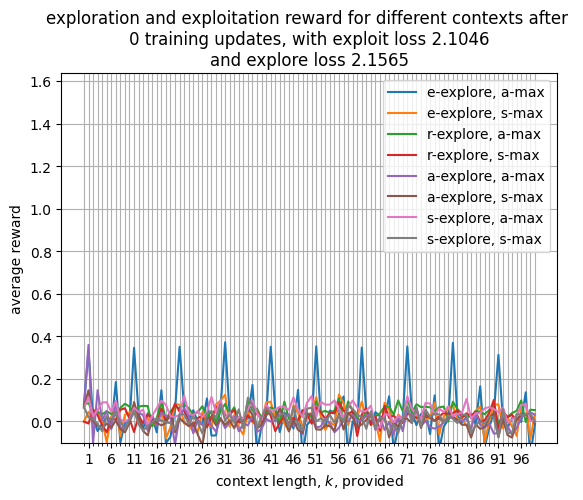 exploration and exploitation reward for different contexts after
0 training updates, with exploit loss 2.1046
and explore loss 2.1565
1.6
1.4
1.2
1.0
0.8
0.6
0.4
0.2
0.0
average reward
e-explore, a-max
e-explore, s-max
r-explore, a-max
r-explore, s-max
a-explore, a-max
a-explore, s-max
s-explore, a-max
s-explore, s-max
1 6 11 16 21 26 31 36 41 46 51 56 61 66 71 76 81 86 91 96
context length, k, provided